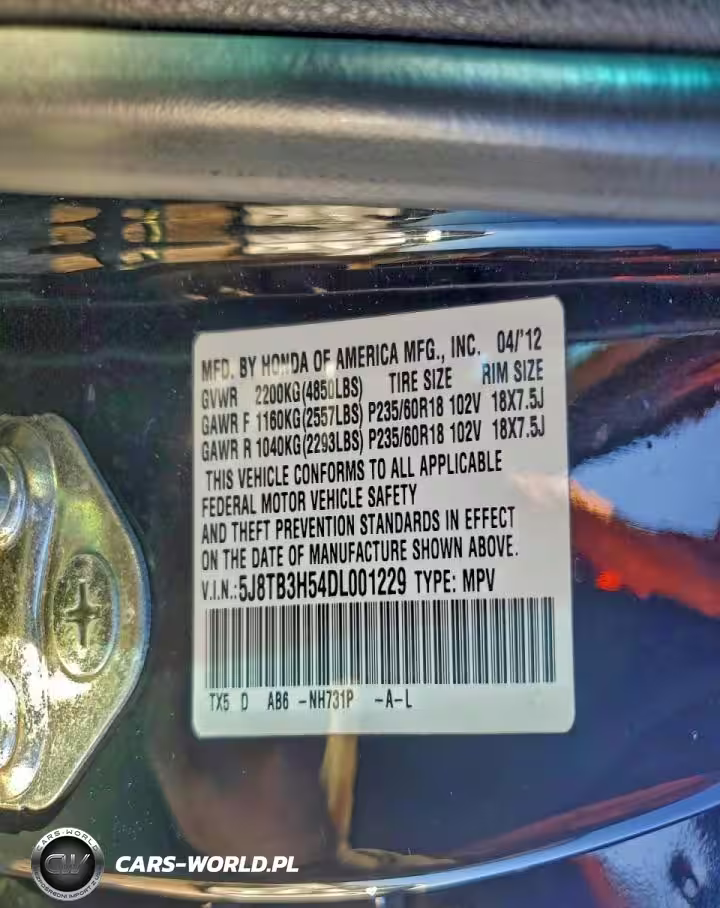 MFD. BY HONDA OF AMERICA MFG., INC. 04/'12
GVWR 2200KG(4850LBS) TIRE SIZE RIM SIZE
GAWR F 1160KG(2557LBS) P235/60R18 102V 18X7.5J
GAWR R 1040KG(2293LBS) P235/60R18 102V 18X7.5J
THIS VEHICLE CONFORMS TO ALL APPLICABLE
FEDERAL MOTOR VEHICLE SAFETY
AND THEFT PREVENTION STANDARDS IN EFFECT
ON THE DATE OF MANUFACTURE SHOWN ABOVE.
V.I.N.:5J8TB3H54DL001229 TYPE: MPV
TX5 D AB6 -NH731P -A-L
CARS-WORLD
CW
CARS-WORLD.PL